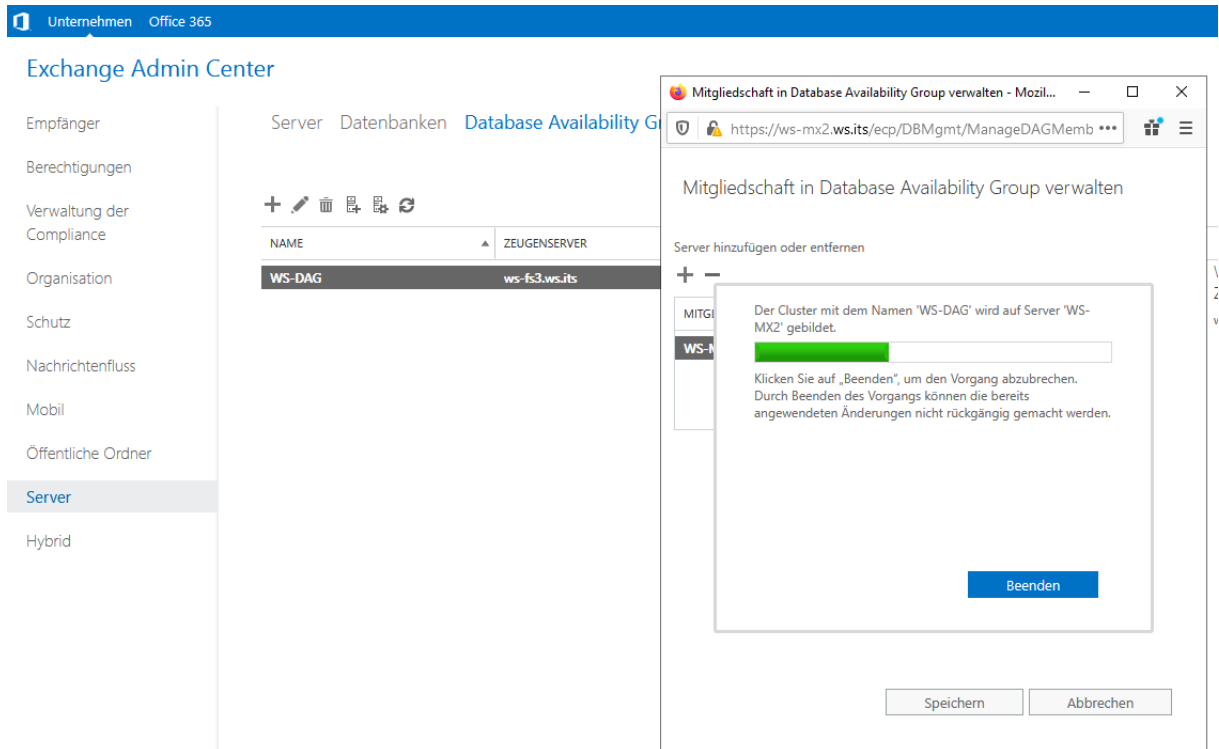 Unternehmen Office 365
Exchange Admin Center
Empfänger
Berechtigungen
Verwaltung der
Compliance
Organisation
Schutz
Nachrichtenfluss
Mobil
Öffentliche Ordner
Server
Hybrid
Server Datenbanken Database Availability
NAME ZEUGENSERVER
WS-DAG ws-fs3.ws.its
Mitgliedschaft in Database Availability Group verwalten - Mozil...
https://ws-mx2.ws.its/ecp/DBMgmt/ManageDAGMemb
Mitgliedschaft in Database Availability Group verwalten
Server hinzufügen oder entfernen
Der Cluster mit dem Namen 'WS-DAG' wird auf Server 'WS-
MX2' gebildet.
Klicken Sie auf „Beenden“, um den Vorgang abzubrechen.
Durch Beenden des Vorgangs können die bereits
angewendeten Änderungen nicht rückgängig gemacht werden.
Beenden
Speichern Abbrechen